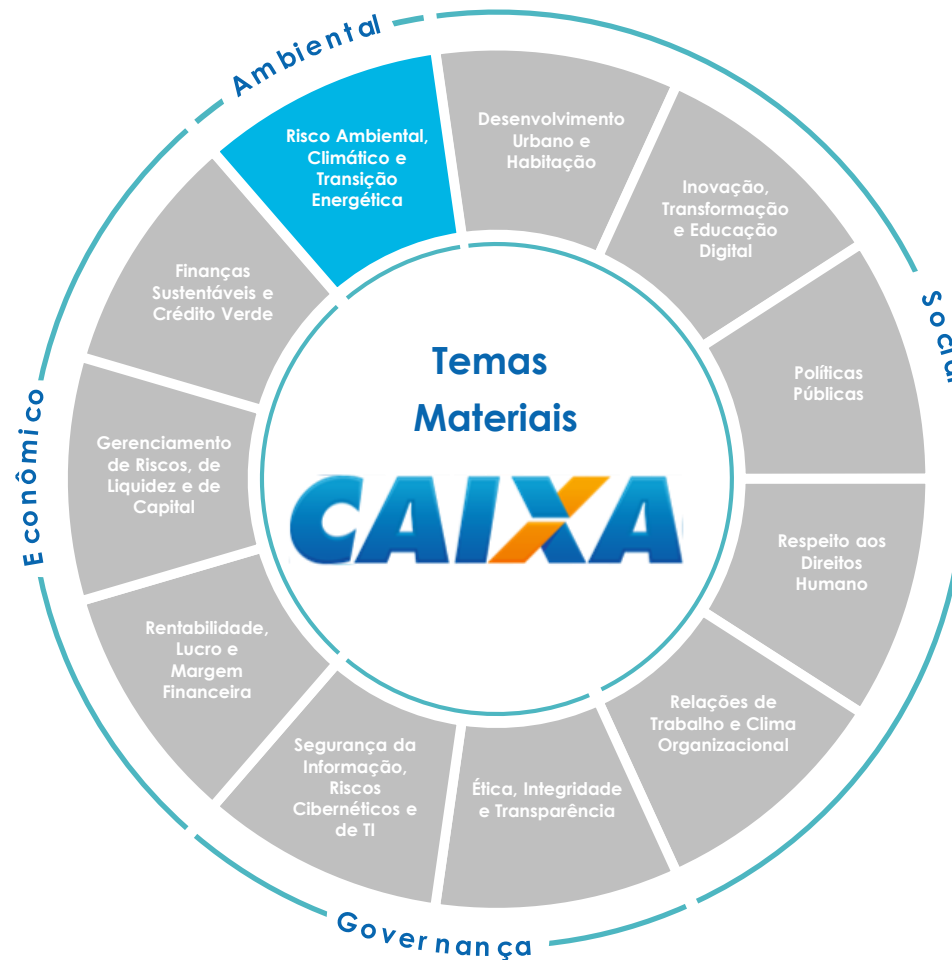 Ambiental
Risco Ambiental,
Climático e
Transição
Energética
Desenvolvimento
Urbano e
Habitação
Inovação,
Transformação
e Educação
Digital
Social
Políticas
Públicas
Respeito aos
Direitos
Humano
Relações de
Trabalho e Clima
Organizacional
Ética, Integridade
e Transparência
Governança
Segurança da
Informação,
Riscos
Cibernéticos e
de TI
Rentabilidade,
Lucro e
Margem
Financeira
Econômico
Gerenciamento
de Riscos, de
Liquidez e de
Capital
Finanças
Sustentáveis e
Crédito Verde
Temas
Materiais
CAIXA